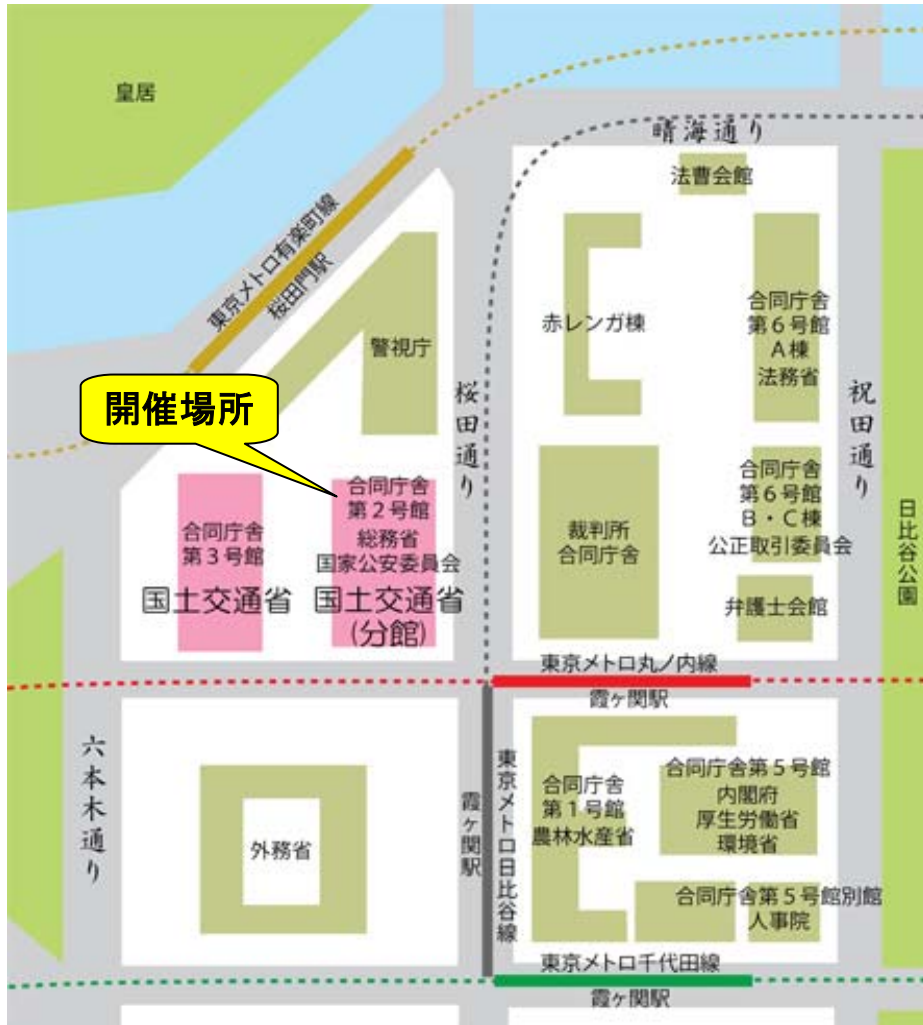 皇居
晴海通り
法曹会館
東京メトロ有楽町線
桜田門駅
赤レンガ棟
合同庁舎
第6号館
A棟
法務省
警視庁
開催場所
桜田通り
祝田通り
合同庁舎
第3号館
国土交通省
合同庁舎
第2号館
総務省
国家公安委員会
国土交通省
(分館)
裁判所
合同庁舎
合同庁舎
第6号館
B・C棟
公正取引委員会
弁護士会館
日比谷公園
東京メトロ丸ノ内線
霞ヶ関駅
六本木通り
外務省
霞ヶ関駅
東京メトロ日比谷線
合同庁舎
第1号館
農林水産省
合同庁舎第5号館
内閣府
厚生労働省
環境省
合同庁舎第5号館別館
人事院
東京メトロ千代田線
霞ヶ関駅